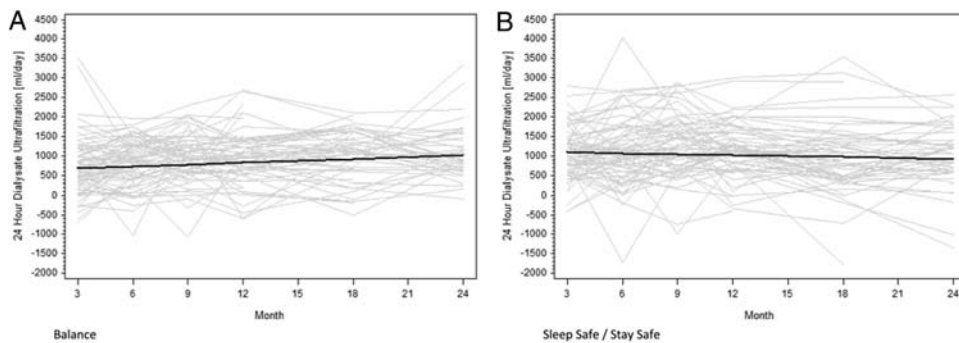 A
24 Hour Dialysate Ultrafiltration [ml/day]
4500
4000
3500
3000
2500
2000
1500
1000
500
0
-500
-1000
-1500
-2000
3 6 9 12 15 18 21 24
Month
Balance
B
24 Hour Dialysate Ultrafiltration [ml/day]
4500
4000
3500
3000
2500
2000
1500
1000
500
0
-500
-1000
-1500
-2000
3 6 9 12 15 18 21 24
Month
Sleep Safe / Stay Safe